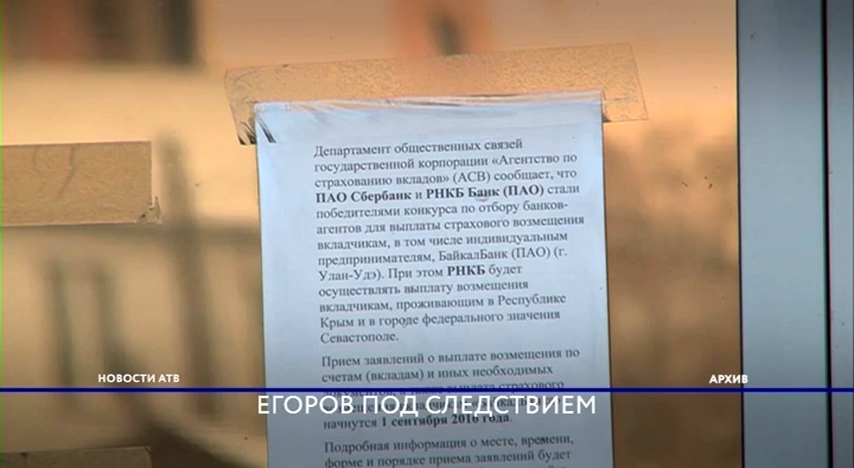 Департамент общественных связей
государственной корпорации «Агентство по
страхованию вкладов» (АСВ) сообщает, что
ПАО Сбербанк и РНКБ Банк (ПАО) стали
победителями конкурса по отбору банков-
агентов для выплаты страхового возмещения
вкладчикам, в том числе индивидуальным
предпринимателям, БайкалБанк (ПАО) (г.
Улан-Удэ). При этом РНКБ будет
осуществлять выплату возмещения
вкладчикам, проживающим в Республике
Крым и в городе федерального значения
Севастополе.
Прием заявлений о выплате возмещения по
счетам (вкладам) и иных необходимых
выплата страхового
начнутся 1 сентября 2016 года.
Подробная информация о месте, времени,
форме и порядке приема заявлений будет
НОВОСТИ АТВ
АРХИВ
ЕГОРОВ ПОД СЛЕДСТВИЕМ